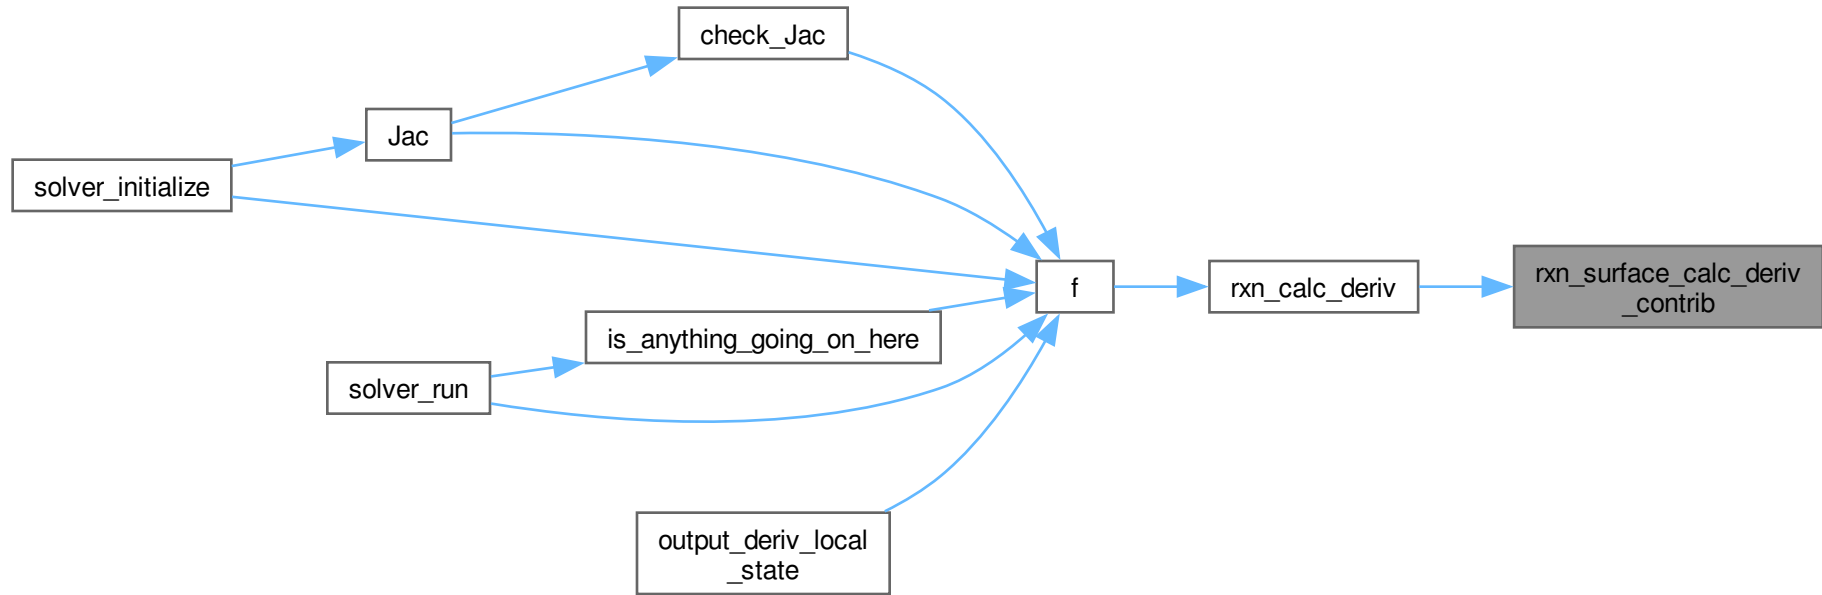 check_Jac
Jac
solver_initialize
f
rxn_calc_deriv
rxn_surface_calc_deriv
_contrib
is_anything_going_on_here
solver_run
output_deriv_local
_state